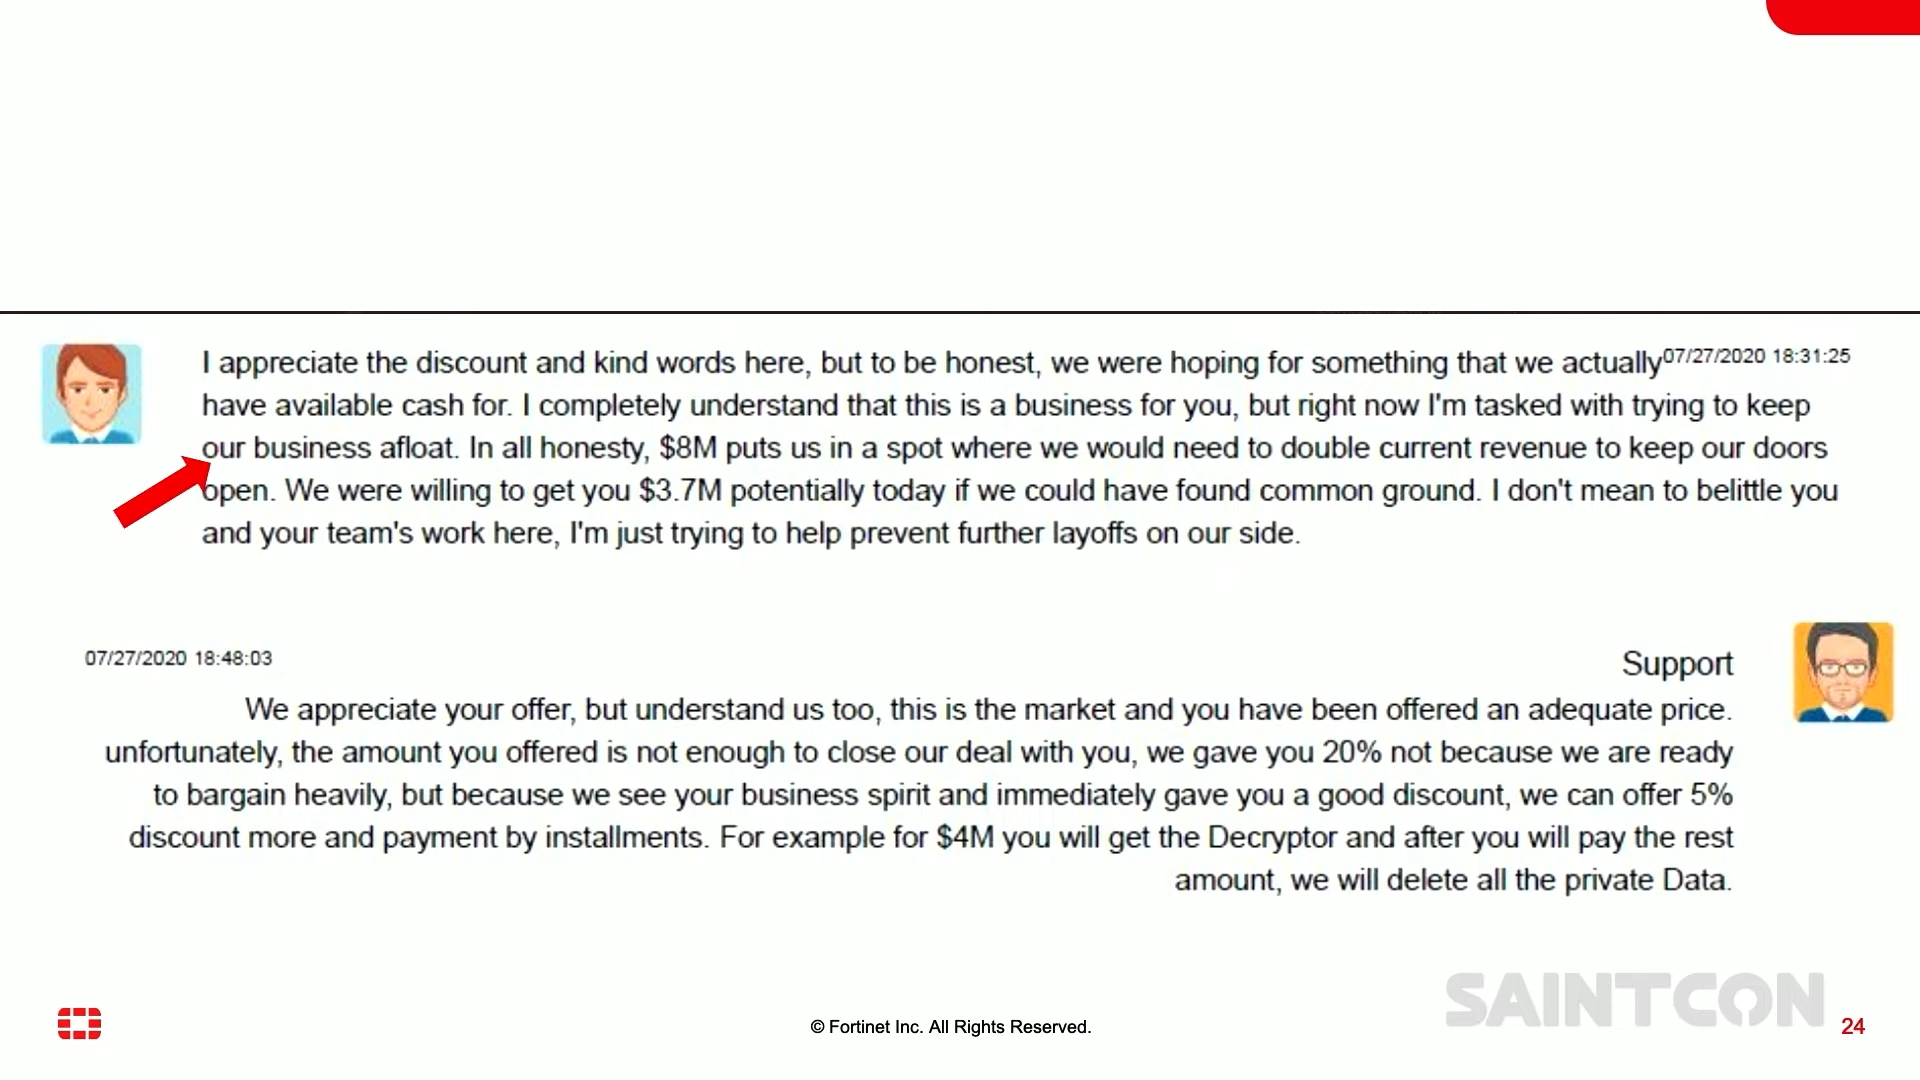 I appreciate the discount and kind words here, but to be honest, we were hoping for something that we actually 07/27/2020 18:31:25
have available cash for. I completely understand that this is a business for you, but right now I'm tasked with trying to keep
our business afloat. In all honesty, $8M puts us in a spot where we would need to double current revenue to keep our doors
open. We were willing to get you $3.7M potentially today if we could have found common ground. I don't mean to belittle you
and your team's work here, I'm just trying to help prevent further layoffs on our side.
07/27/2020 18:48:03
Support
We appreciate your offer, but understand us too, this is the market and you have been offered an adequate price.
unfortunately, the amount you offered is not enough to close our deal with you, we gave you 20% not because we are ready
to bargain heavily, but because we see your business spirit and immediately gave you a good discount, we can offer 5%
discount more and payment by installments. For example for $4M you will get the Decryptor and after you will pay the rest
amount, we will delete all the private Data.
SAINTCON
© Fortinet Inc. All Rights Reserved.
24